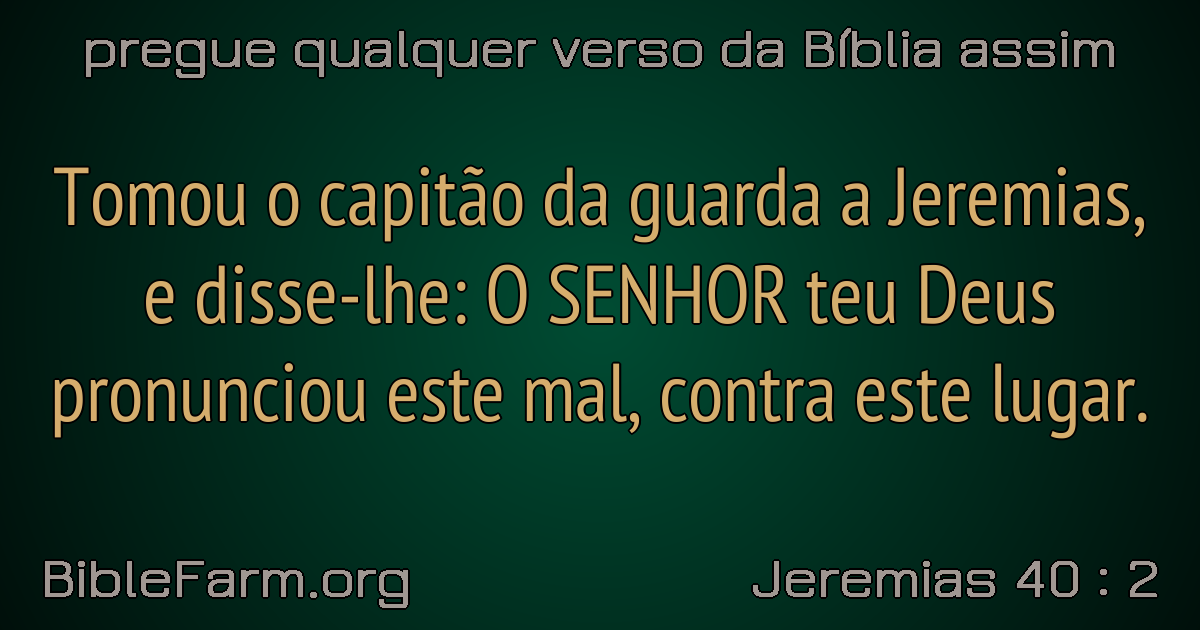 pregue qualquer verso da Bíblia assim
Tomou o capitão da guarda a Jeremias,
e disse-lhe: O SENHOR teu Deus
pronunciou este mal, contra este lugar.
BibleFarm.org
Jeremias 40 : 2